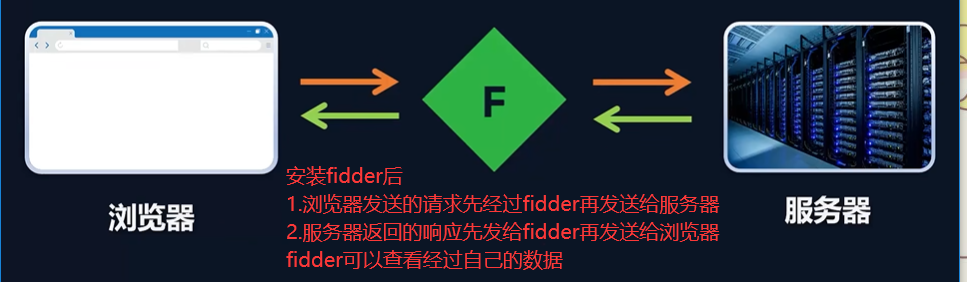 F
安装fidder后
1.浏览器发送的请求先经过fidder再发送给服务器
2.服务器返回的响应先发给fidder再发送给浏览器
fidder可以查看经过自己的数据
浏览器
服务器